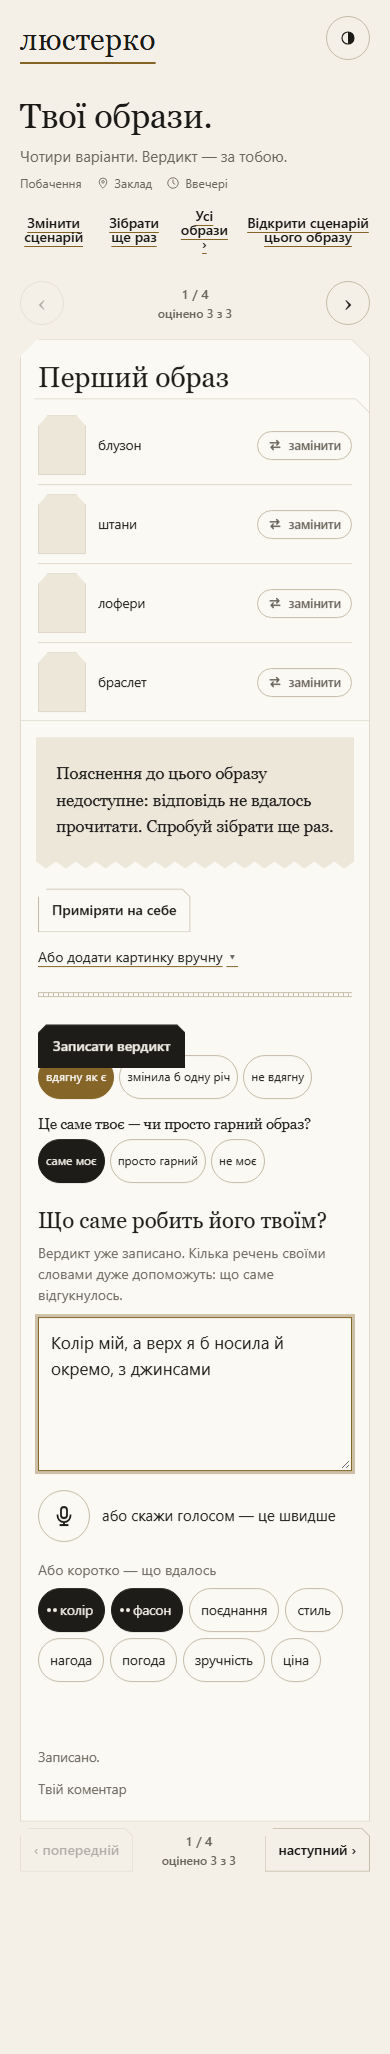 люстерко
Твої образи.
Чотири варіанти. Вердикт — за тобою.
Побачення Заклад Ввечері
Змінити сценарій
Зібрати ще раз
Усі образи ›
Відкрити сценарій цього образу
‹
1 / 4
оцінено 3 з 3
›
Перший образ
блузон
замінити
штани
замінити
лофери
замінити
браслет
замінити
Пояснення до цього образу
недоступне: відповідь не вдалось
прочитати. Спробуй зібрати ще раз.
Приміряти на себе
Або додати картинку вручну
Записати вердикт
вдягну як є змінила б одну річ не вдягну
Це саме твоє — чи просто гарний образ?
саме моє просто гарний не моє
Що саме робить його твоїм?
Вердикт уже записано. Кілька речень своїми
словами дуже допоможуть: що саме
відгукнулось.
Колір мій, а верх я б носила й
окремо, з джинсами
або скажи голосом — це швидше
Або коротко — що вдалось
колір фасон поєднання стиль
нагода погода зручність ціна
Записано.
Твій коментар
‹ попередній
1 / 4
оцінено 3 з 3
наступний ›